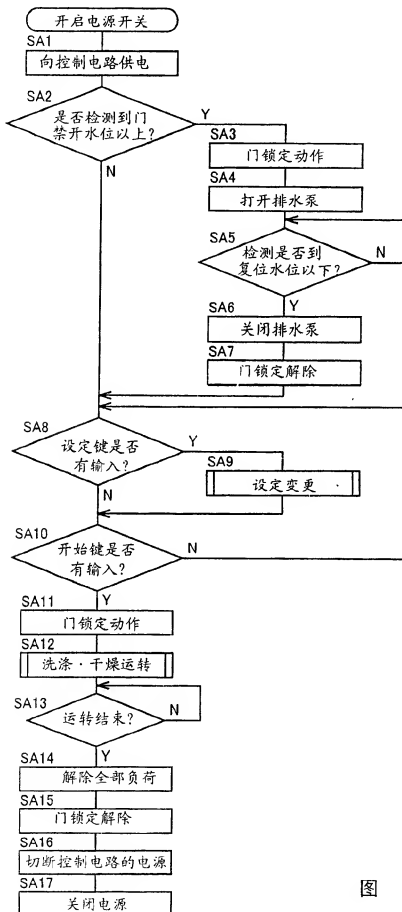 开启电源开关
SA1
向控制电路供电
SA2
是否检测到门
禁开水位以上?
Y
N
SA3
门锁定动作
SA4
打开排水泵
SA5
检测是否到
复位水位以下?
N
Y
SA6
关闭排水泵
SA7
门锁定解除
SA8
设定键是否
有输入?
Y
N
SA9
设定变更
SA10
开始键是否
有输入?
N
Y
SA11
门锁定动作
SA12
洗涤·干燥运转
SA13
运转结束?
N
Y
SA14
解除全部负荷
SA15
门锁定解除
SA16
切断控制电路的电源
SA17
关闭电源
图